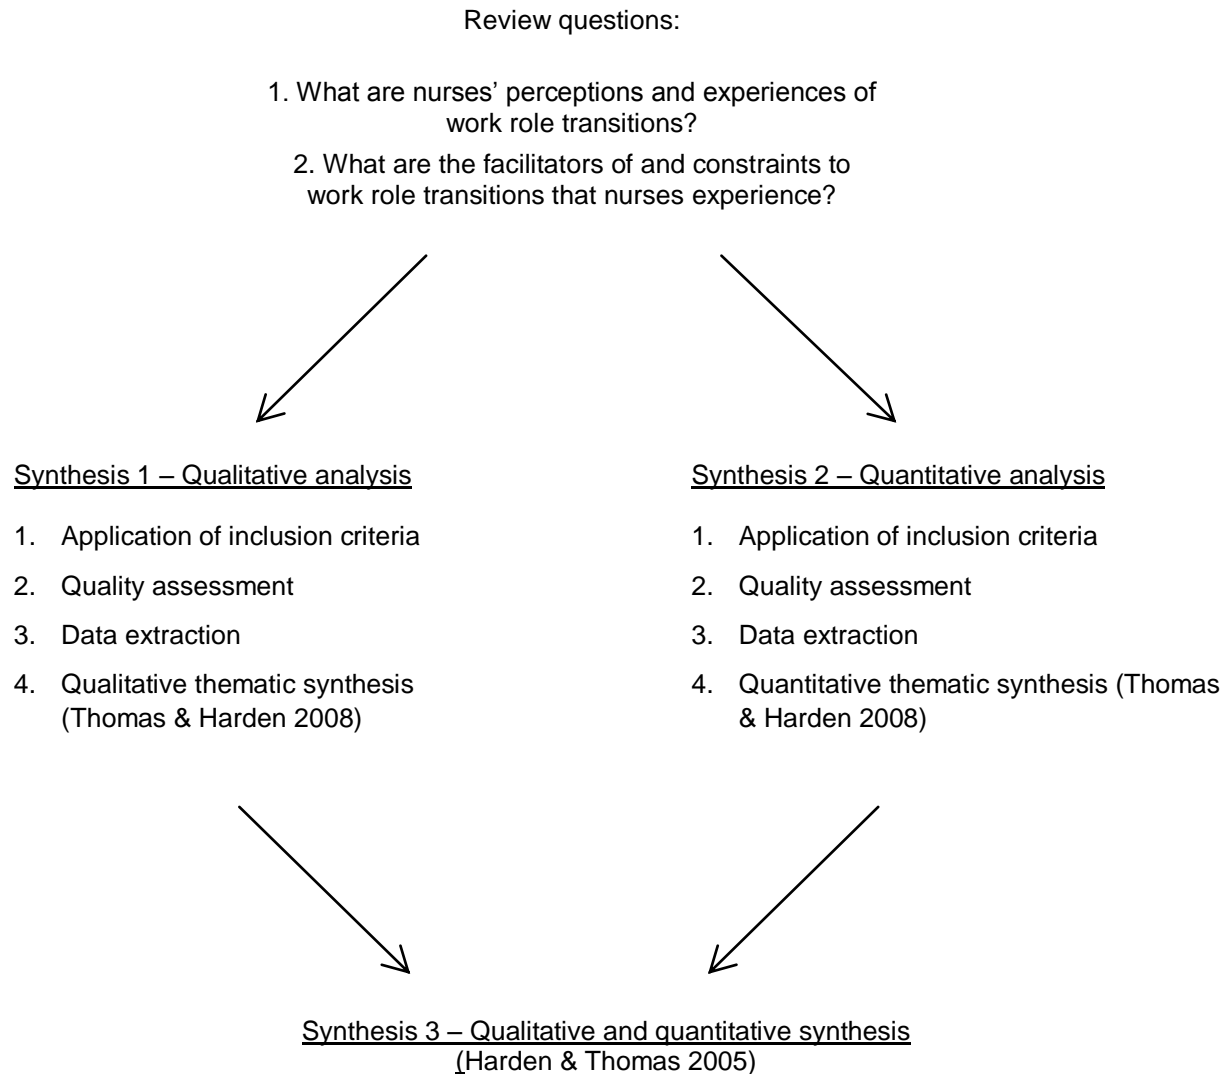 Review questions:
1. What are nurses’ perceptions and experiences of
work role transitions?
2. What are the facilitators of and constraints to
work role transitions that nurses experience?
Synthesis 1 – Qualitative analysis
1. Application of inclusion criteria
2. Quality assessment
3. Data extraction
4. Qualitative thematic synthesis
(Thomas & Harden 2008)
Synthesis 2 – Quantitative analysis
1. Application of inclusion criteria
2. Quality assessment
3. Data extraction
4. Quantitative thematic synthesis (Thomas
& Harden 2008)
Synthesis 3 – Qualitative and quantitative synthesis
(Harden & Thomas 2005)